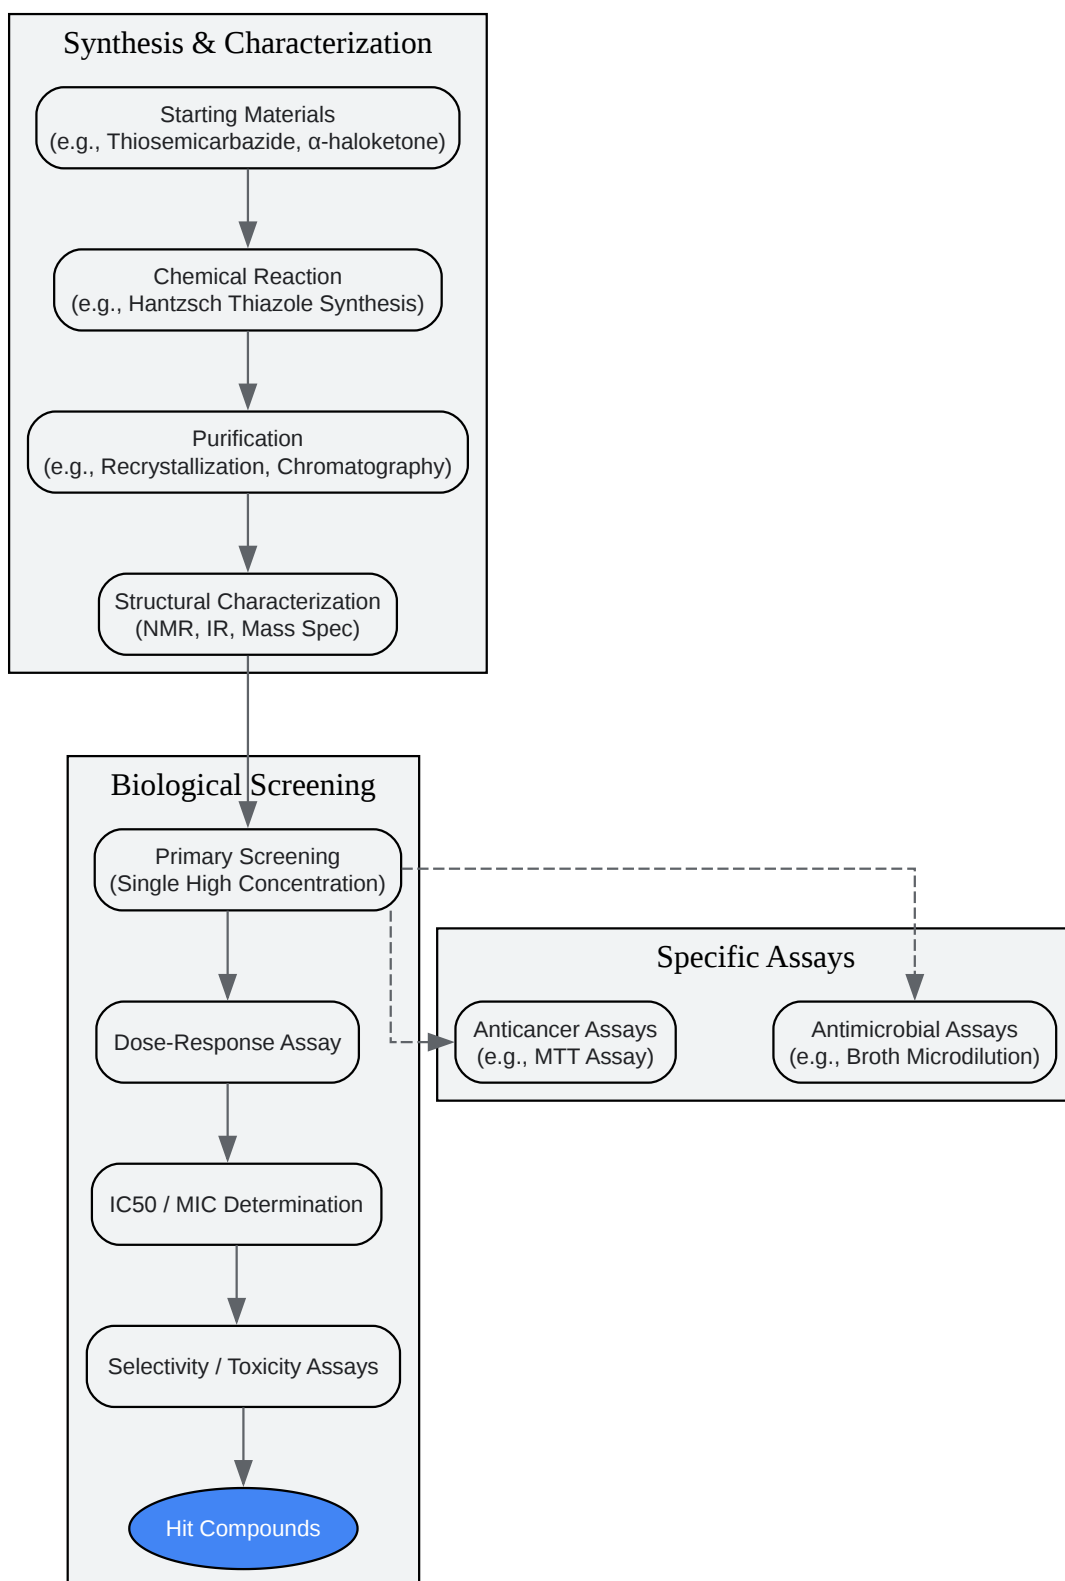 Synthesis & Characterization
Starting Materials
(e.g., Thiosemicarbazide, α-haloketone)
Chemical Reaction
(e.g., Hantzsch Thiazole Synthesis)
Purification
(e.g., Recrystallization, Chromatography)
Structural Characterization
(NMR, IR, Mass Spec)
Biological Screening
Primary Screening
(Single High Concentration)
Specific Assays
Anticancer Assays
(e.g., MTT Assay)
Antimicrobial Assays
(e.g., Broth Microdilution)
Dose-Response Assay
IC50 / MIC Determination
Selectivity / Toxicity Assays
Hit Compounds